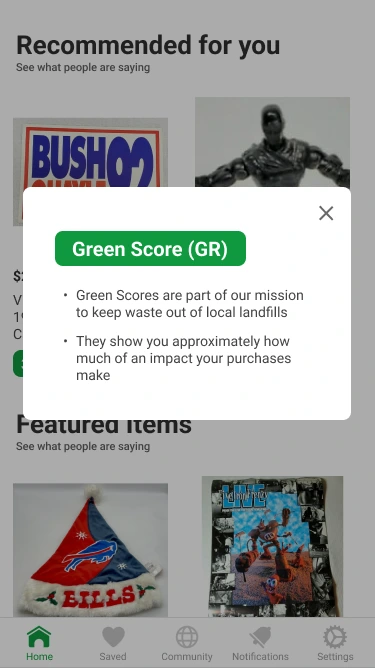 Recommended for you
See what people are saying
BUSH 92
Green Score (GR)
• Green Scores are part of our mission
to keep waste out of local landfills
• They show you approximately how
much of an impact your purchases
make
Featured Items
See what people are saying
BILLS
LIVE
Home
Saved
Community
Notifications
Settings